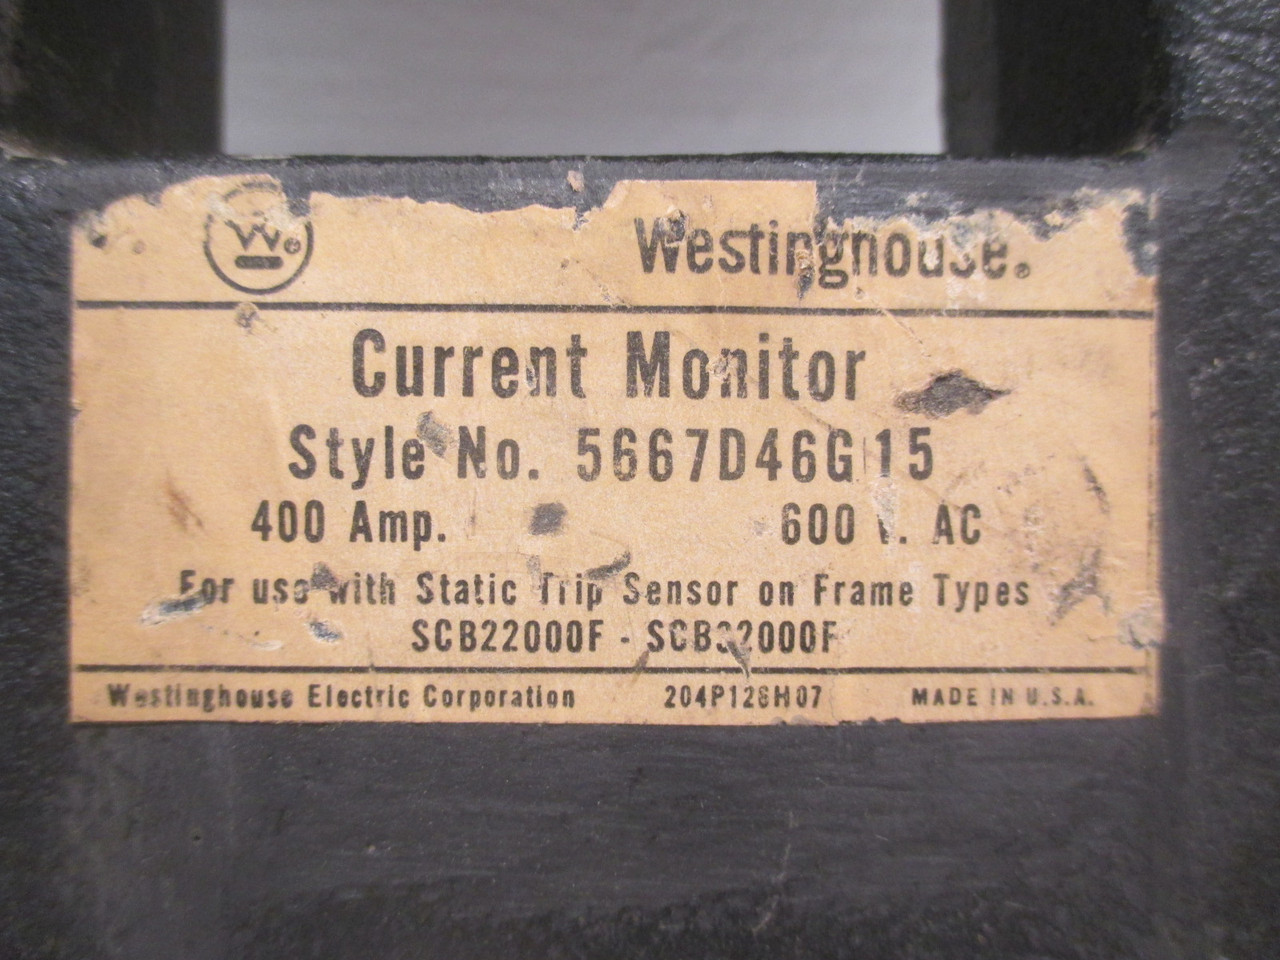 W® Westinghouse®
Current Monitor
Style No. 5667D46G15
400 Amp. 600 V. AC
For use with Static Trip Sensor on Frame Types
SCB22000F - SCB32000F
Westinghouse Electric Corporation 204P128H07 MADE IN U.S.A.